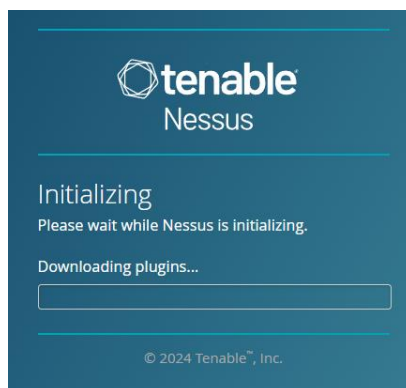 tenable
Nessus
Initializing
Please wait while Nessus is initializing.
Downloading plugins...
© 2024 Tenable™, Inc.